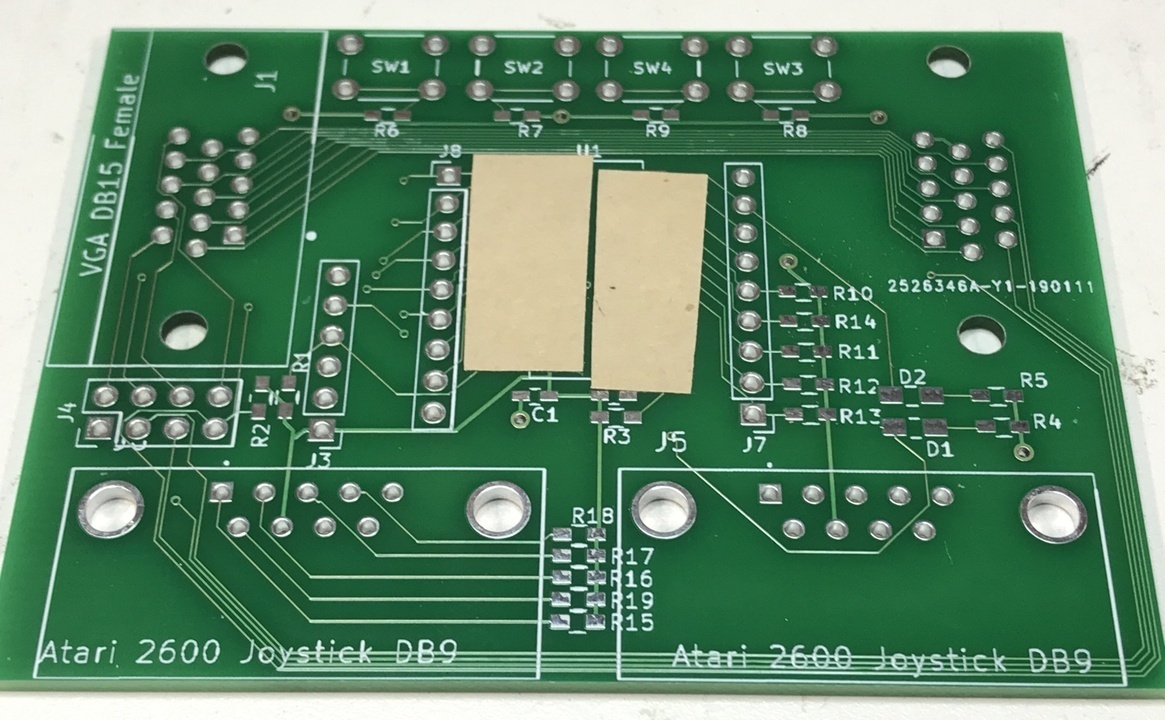 J1
SW1 SW2 SW4 SW3
R6 R7 R9 R8
VGA DB15 Female
J8 U1
2526346A-Y1-190111
R10
R14
R11
R12
R13
D2 R5
R4
D1
R1
R2
J4
J3
C1
R3
J5
J7
R18
R17
R16
R19
R15
Atari 2600 Joystick DB9
Atari 2600 Joystick DB9